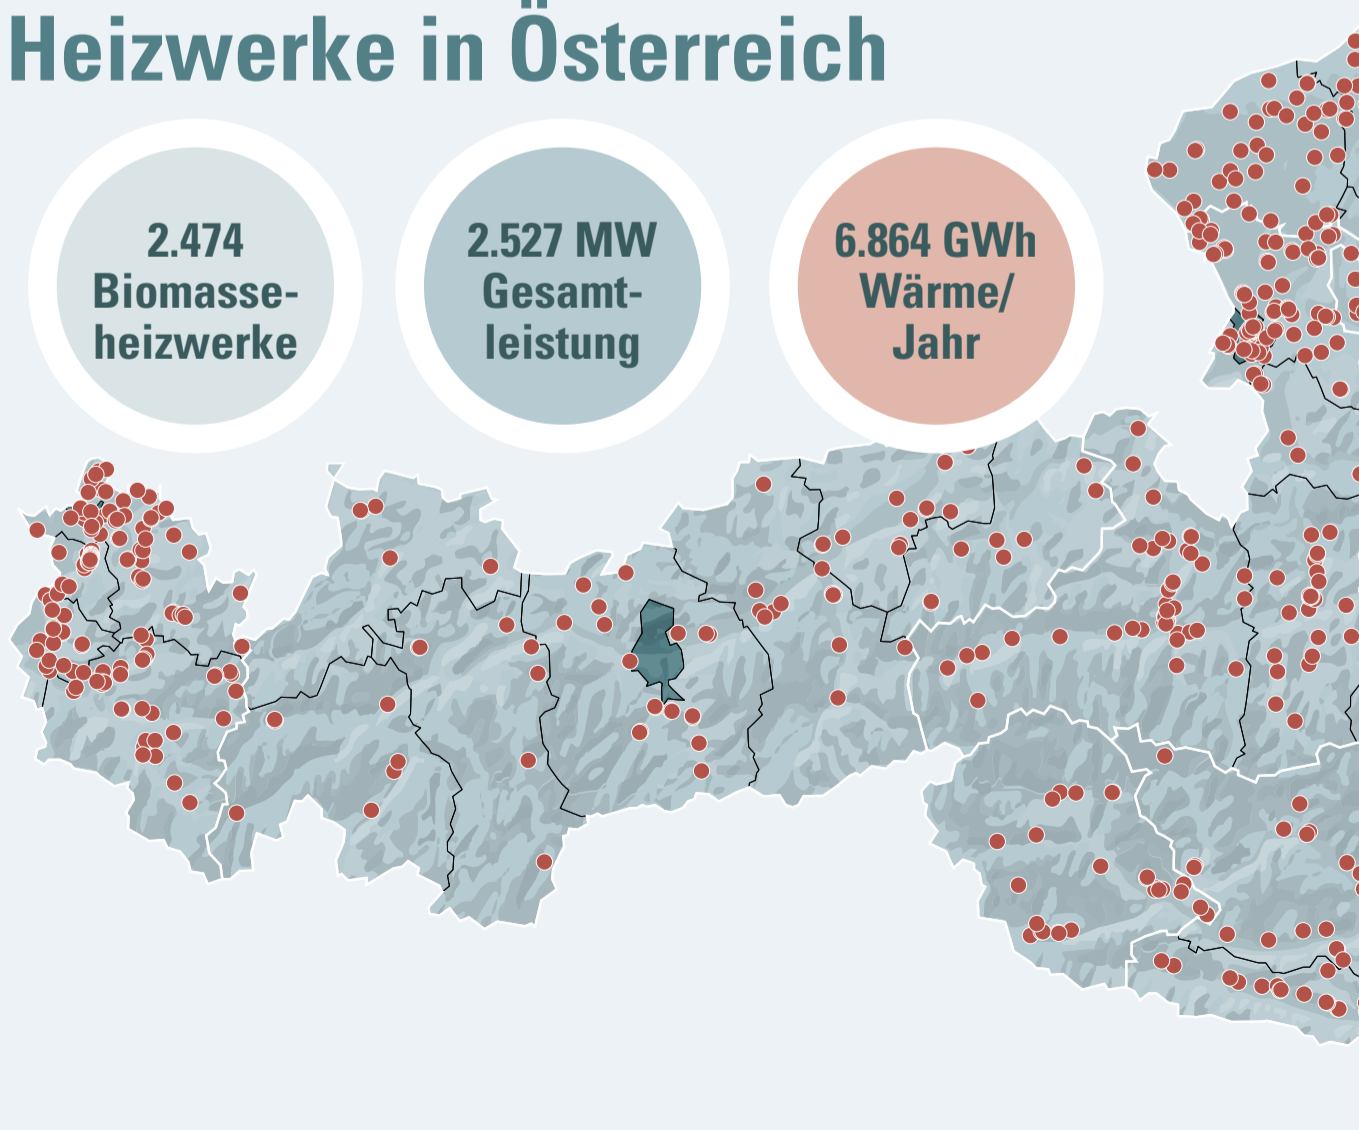 Heizwerke in Österreich
2.474
Biomasse-
heizwerke
2.527 MW
Gesamt-
leistung
6.864 GWh
Wärme/
Jahr